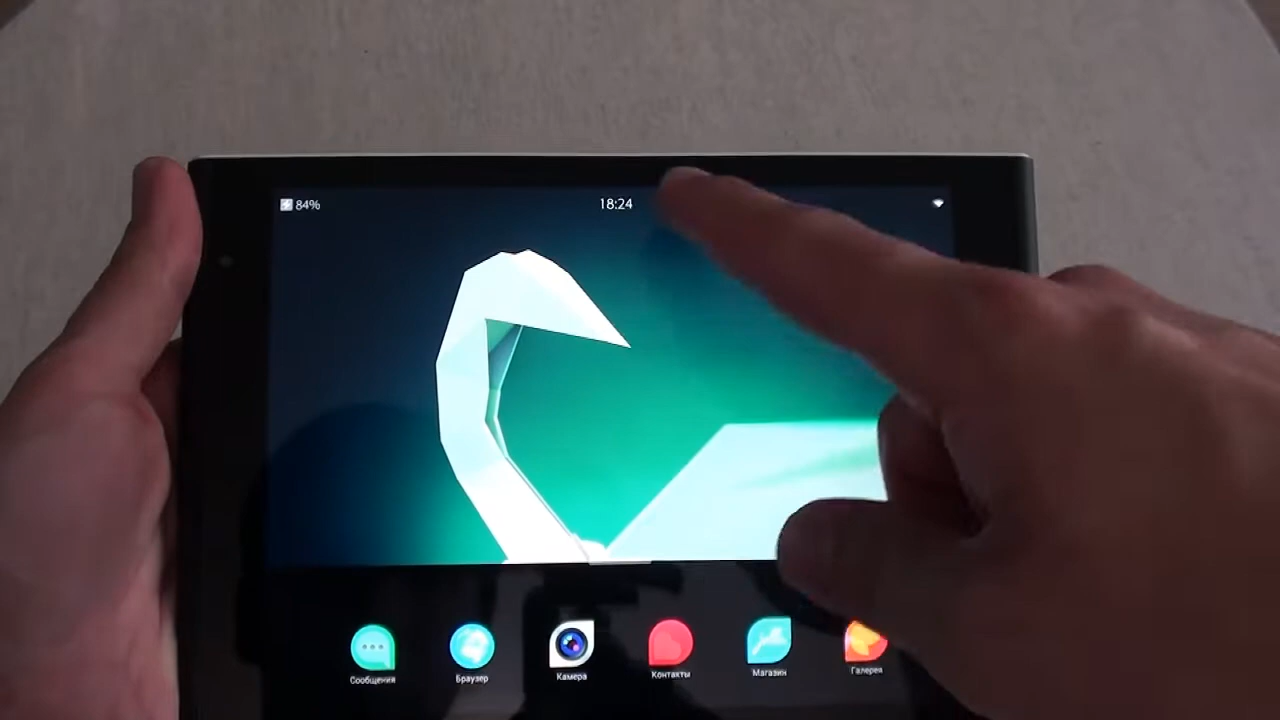 84%
18:24
Сообщения
Браузер
Камера
Контакты
Магазин
Галерея